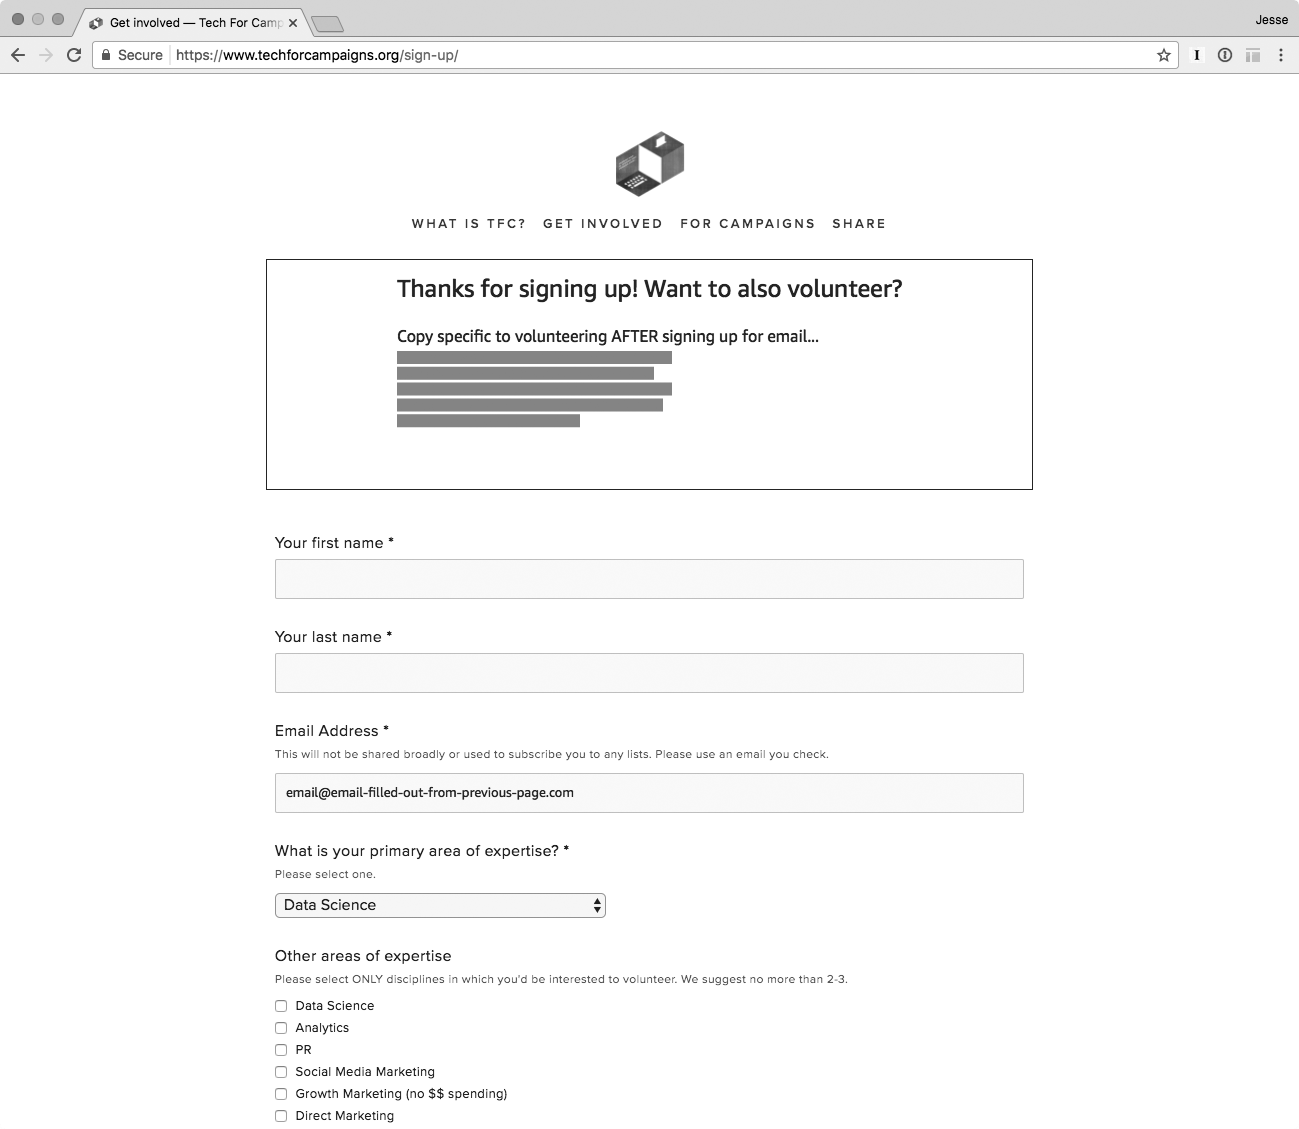 Get involved — Tech For Camp
Jesse
Secure https://www.techforcampaigns.org/sign-up/
WHAT IS TFC? GET INVOLVED FOR CAMPAIGNS SHARE
Thanks for signing up! Want to also volunteer?
Copy specific to volunteering AFTER signing up for email...
Your first name *
Your last name *
Email Address *
This will not be shared broadly or used to subscribe you to any lists. Please use an email you check.
email@email-filled-out-from-previous-page.com
What is your primary area of expertise? *
Please select one.
Data Science
Other areas of expertise
Please select ONLY disciplines in which you'd be interested to volunteer. We suggest no more than 2-3.
Data Science
Analytics
PR
Social Media Marketing
Growth Marketing (no $$ spending)
Direct Marketing